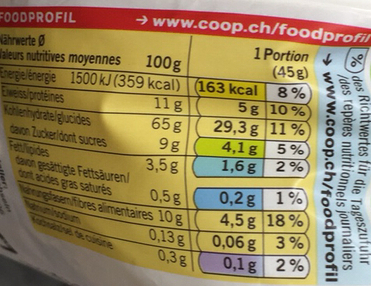 FOODPROFIL → www.coop.ch/foodprofil
Nährwerte Ø
Valeurs nutritives moyennes 100g 1 Portion (45g)
Energie/énergie 1500 kJ (359 kcal) 163 kcal 8%
Eiweiss/protéines 11 g 5 g 10%
Kohlenhydrate/glucides 65 g 29,3 g 11%
davon Zucker/dont sucres 9 g 4,1 g 5%
Fett/lipides 3,5 g 1,6 g 2%
davon gesättigte Fettsäuren/
dont acides gras saturés 0,5 g 0,2 g 1%
Nahrungsfasern/fibres alimentaires 10 g 4,5 g 18%
Natrium/sodium 0,13 g 0,06 g 3%
Kochsalz/sel de cuisine 0,3 g 0,1 g 2%
% des Richtwertes für die Tageszufuhr
/des repères nutritionnels journaliers
→ www.coop.ch/foodprofil